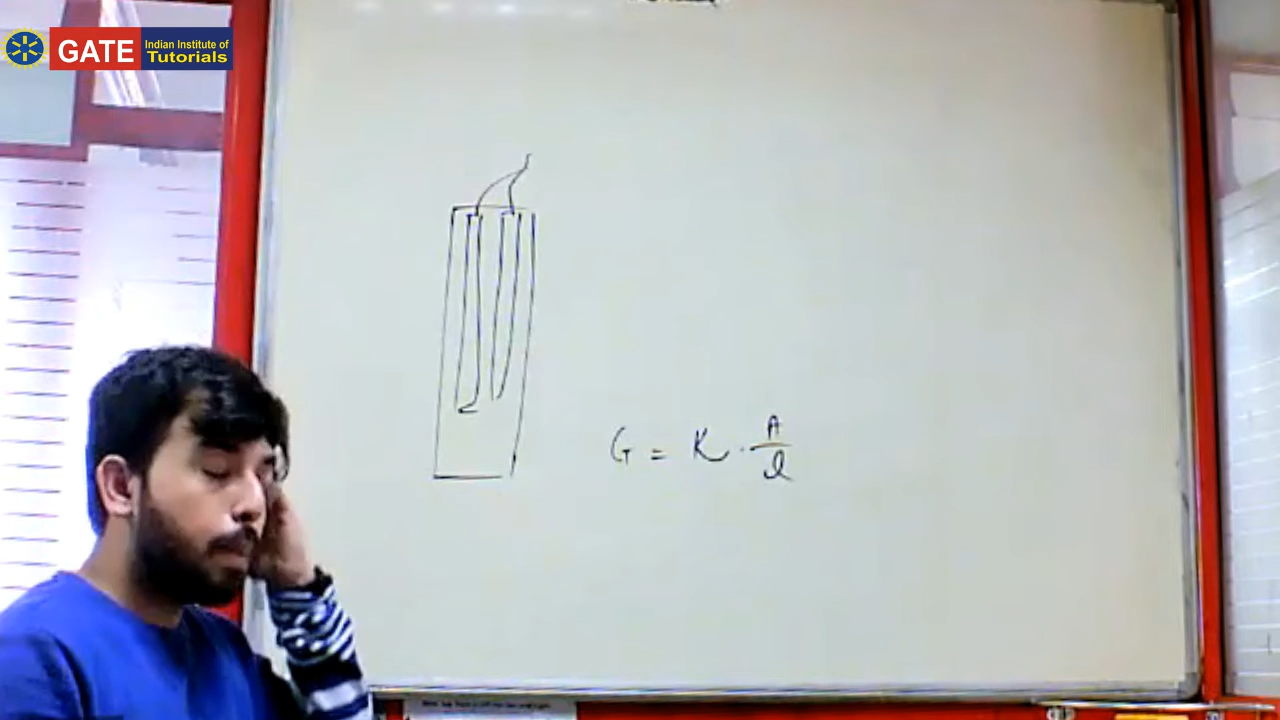 GATE
Indian Institute of
Tutorials
G = K · A/l